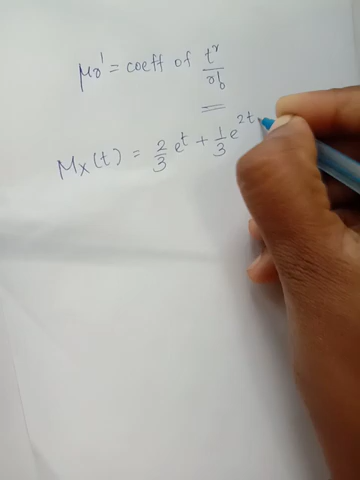 μr' = coeff of t^r/r!
Mx(t) = 2/3 e^t + 1/3 e^2t